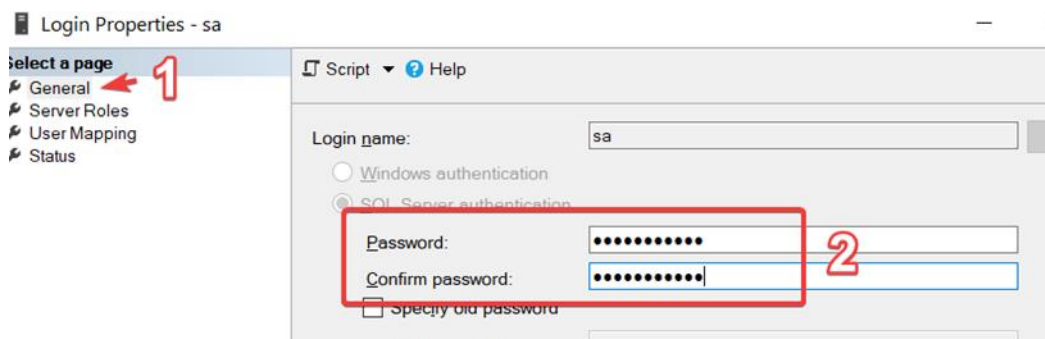 Login Properties - sa
Select a page
1
General
Server Roles
User Mapping
Status
Script
Help
Login name:
sa
Windows authentication
SQL Server authentication
Password:
●●●●●●●●●●●
Confirm password:
●●●●●●●●●●●
2
Specify old password